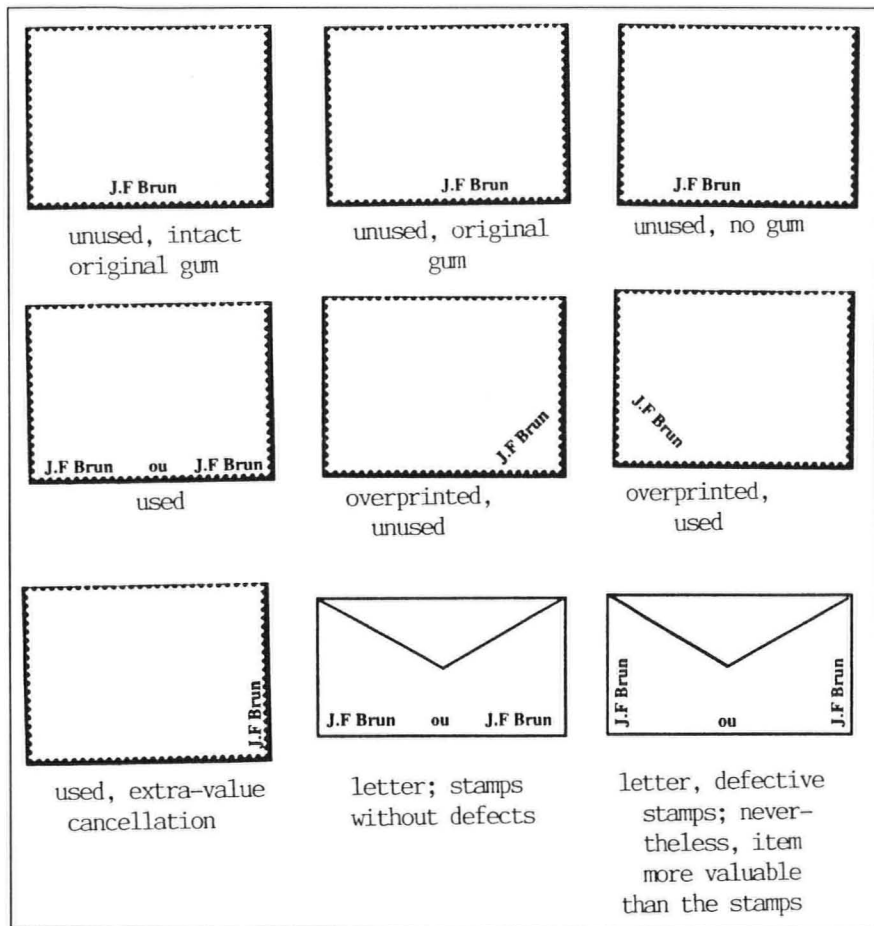 J.F Brun
unused, intact
original gum
J.F Brun
unused, original
gum
J.F Brun
unused, no gum
J.F Brun ou J.F Brun
used
J.F Brun
overprinted,
unused
J.F Brun
overprinted,
used
J.F Brun
used, extra-value
cancellation
J.F Brun ou J.F Brun
letter; stamps
without defects
J.F Brun ou J.F Brun
letter, defective
stamps; never-
theless, item
more valuable
than the stamps